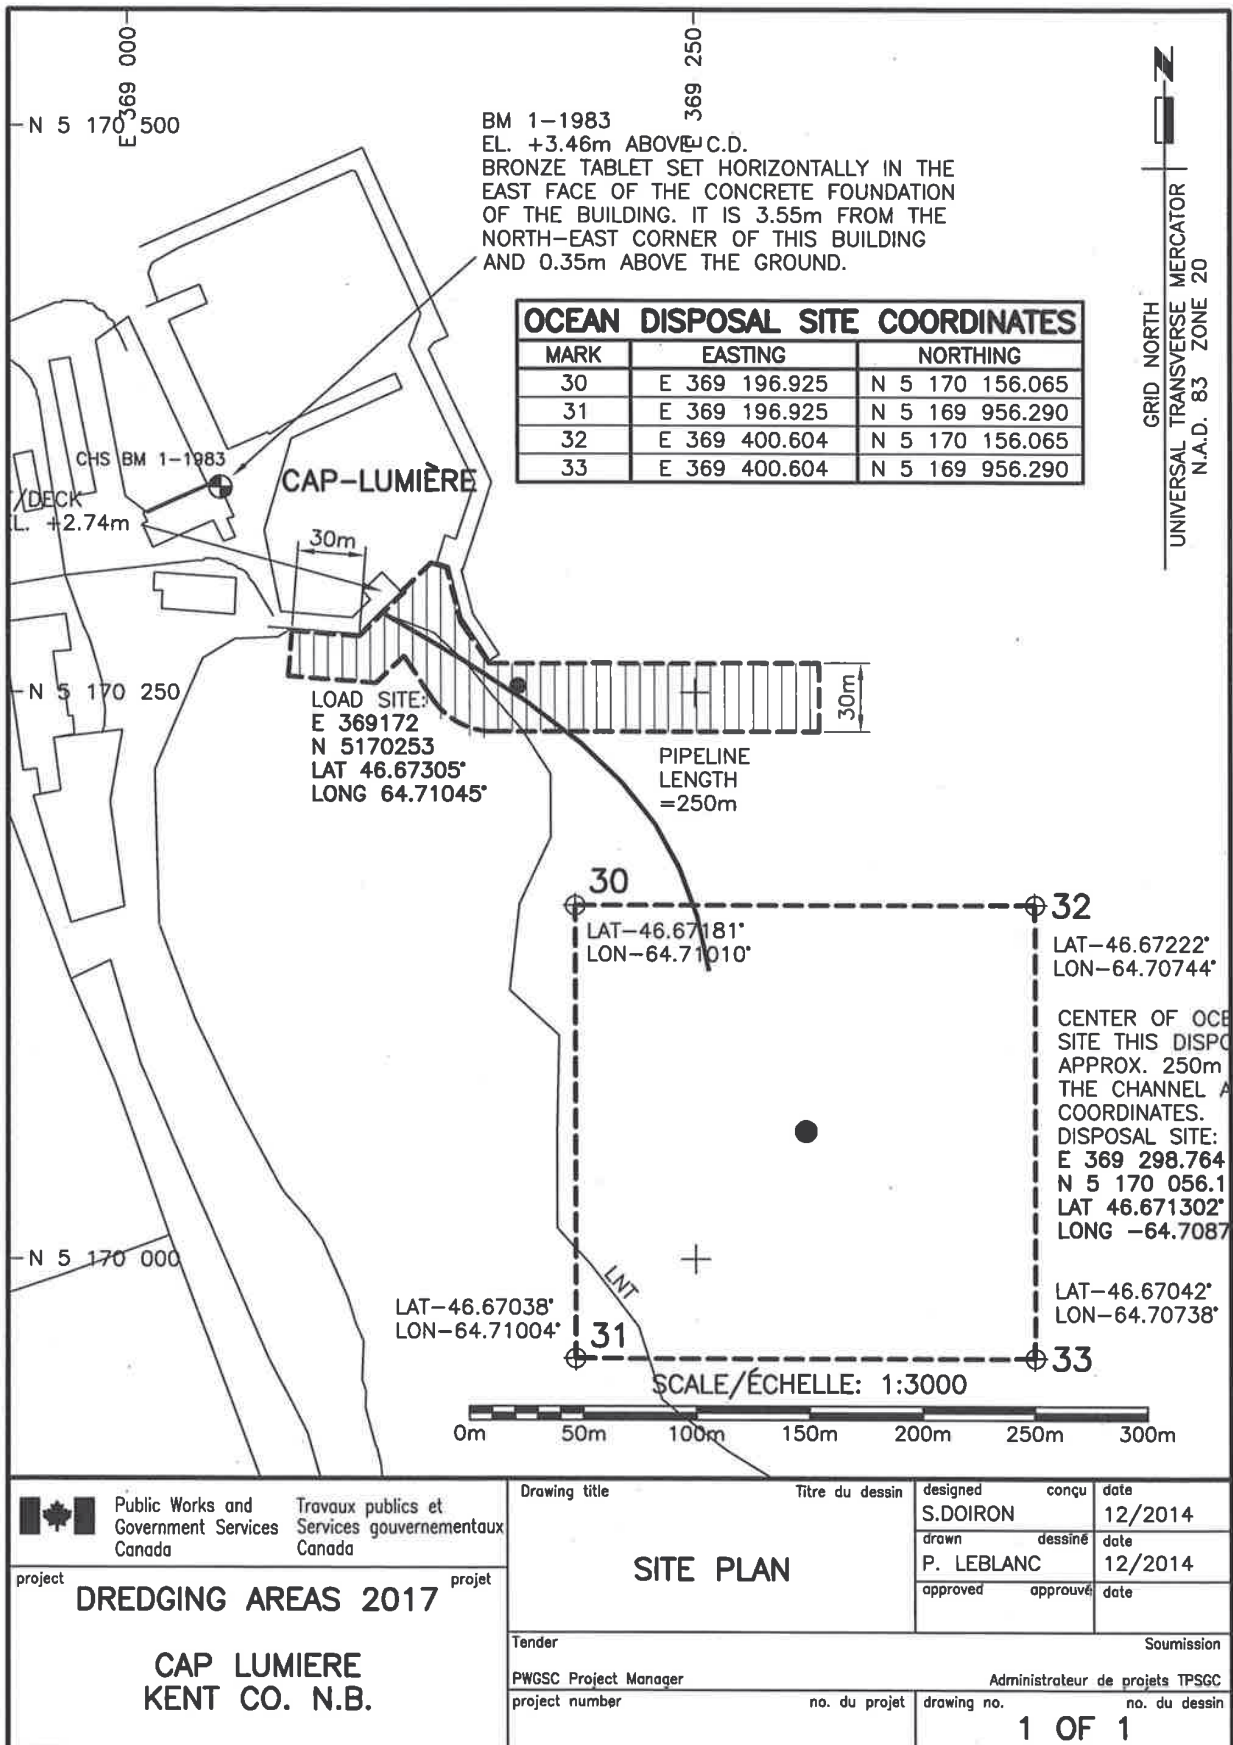 E 369 000
369 250
E
N 5 170 500
BM 1-1983
EL. +3.46m ABOVE C.D.
BRONZE TABLET SET HORIZONTALLY IN THE
EAST FACE OF THE CONCRETE FOUNDATION
OF THE BUILDING. IT IS 3.55m FROM THE
NORTH-EAST CORNER OF THIS BUILDING
AND 0.35m ABOVE THE GROUND.
N
GRID NORTH
UNIVERSAL TRANSVERSE MERCATOR
N.A.D. 83 ZONE 20
OCEAN DISPOSAL SITE COORDINATES
MARK EASTING NORTHING
30 E 369 196.925 N 5 170 156.065
31 E 369 196.925 N 5 169 956.290
32 E 369 400.604 N 5 170 156.065
33 E 369 400.604 N 5 169 956.290
CHS BM 1-1983
CAP-LUMIÈRE
/DECK
L. +2.74m
30m
N 5 170 250
LOAD SITE:
E 369172
N 5170253
LAT 46.67305°
LONG 64.71045°
30m
PIPELINE
LENGTH
=250m
30
LAT-46.67181°
LON-64.71010°
32
LAT-46.67222°
LON-64.70744°
CENTER OF OCE
SITE THIS DISPO
APPROX. 250m
THE CHANNEL A
COORDINATES.
DISPOSAL SITE:
E 369 298.764
N 5 170 056.1
LAT 46.671302°
LONG -64.7087
N 5 170 000
LNT
LAT-46.67038°
LON-64.71004°
31
LAT-46.67042°
LON-64.70738°
33
SCALE/ÉCHELLE: 1:3000
0m 50m 100m 150m 200m 250m 300m
Public Works and
Government Services
Canada
Travaux publics et
Services gouvernementaux
Canada
project projet
DREDGING AREAS 2017
CAP LUMIERE
KENT CO. N.B.
Drawing title Titre du dessin
SITE PLAN
designed conçu date
S.DOIRON 12/2014
drawn dessiné date
P. LEBLANC 12/2014
approved approuvé date
Tender Soumission
PWGSC Project Manager Administrateur de projets TPSGC
project number no. du projet
drawing no. no. du dessin
1 OF 1